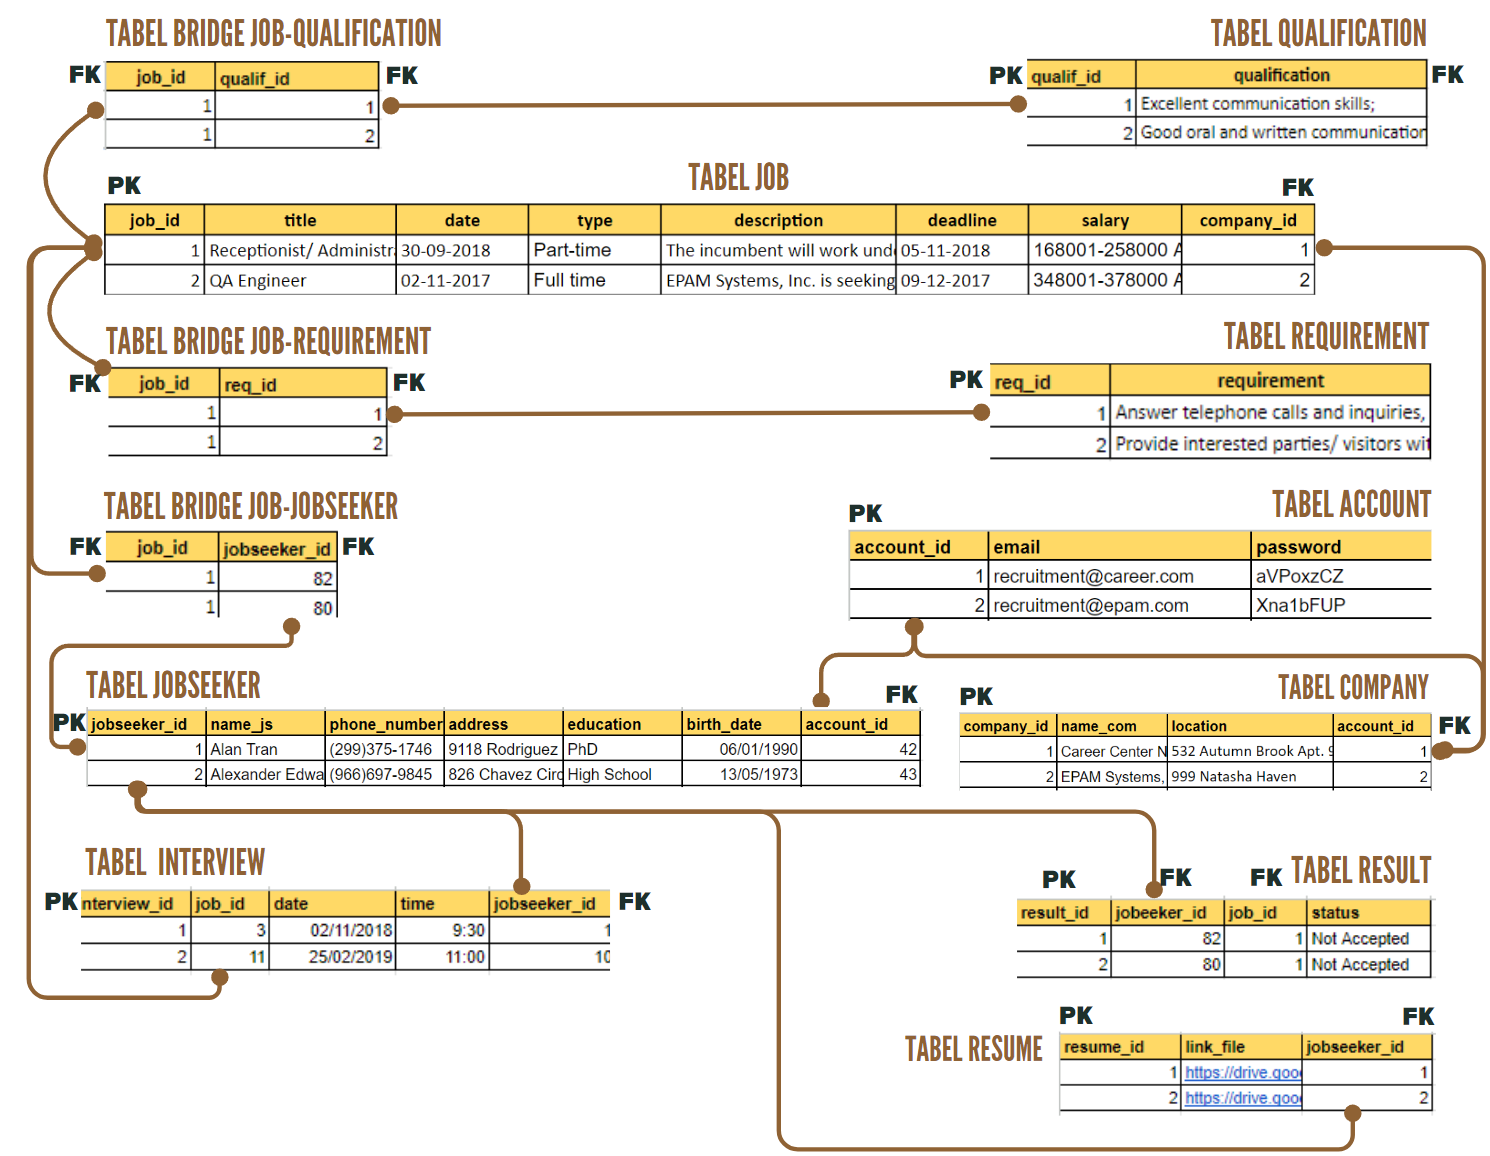 TABEL BRIDGE JOB-QUALIFICATION
FK job_id qualif_id FK
1 1
1 2
TABEL QUALIFICATION
PK qualif_id qualification FK
1 Excellent communication skills;
2 Good oral and written communication
TABEL JOB
PK FK
job_id title date type description deadline salary company_id
1 Receptionist/ Administra 30-09-2018 Part-time The incumbent will work und 05-11-2018 168001-258000 A 1
2 QA Engineer 02-11-2017 Full time EPAM Systems, Inc. is seeking 09-12-2017 348001-378000 A 2
TABEL BRIDGE JOB-REQUIREMENT
FK job_id req_id FK
1 1
1 2
TABEL REQUIREMENT
PK req_id requirement
1 Answer telephone calls and inquiries,
2 Provide interested parties/ visitors wit
TABEL BRIDGE JOB-JOBSEEKER
FK job_id jobseeker_id FK
1 82
1 80
TABEL ACCOUNT
PK
account_id email password
1 recruitment@career.com aVPoxzCZ
2 recruitment@epam.com Xna1bFUP
TABEL JOBSEEKER
FK
PK jobseeker_id name_js phone_number address education birth_date account_id
1 Alan Tran (299)375-1746 9118 Rodriguez PhD 06/01/1990 42
2 Alexander Edwa (966)697-9845 826 Chavez Circ High School 13/05/1973 43
TABEL COMPANY
PK
company_id name_com location account_id FK
1 Career Center N 532 Autumn Brook Apt. 9 1
2 EPAM Systems, 999 Natasha Haven 2
TABEL INTERVIEW
PK nterview_id job_id date time jobseeker_id FK
1 3 02/11/2018 9:30 1
2 11 25/02/2019 11:00 10
TABEL RESULT
PK FK FK
result_id jobeeker_id job_id status
1 82 1 Not Accepted
2 80 1 Not Accepted
TABEL RESUME
PK FK
resume_id link_file jobseeker_id
1 https://drive.goo 1
2 https://drive.goo 2